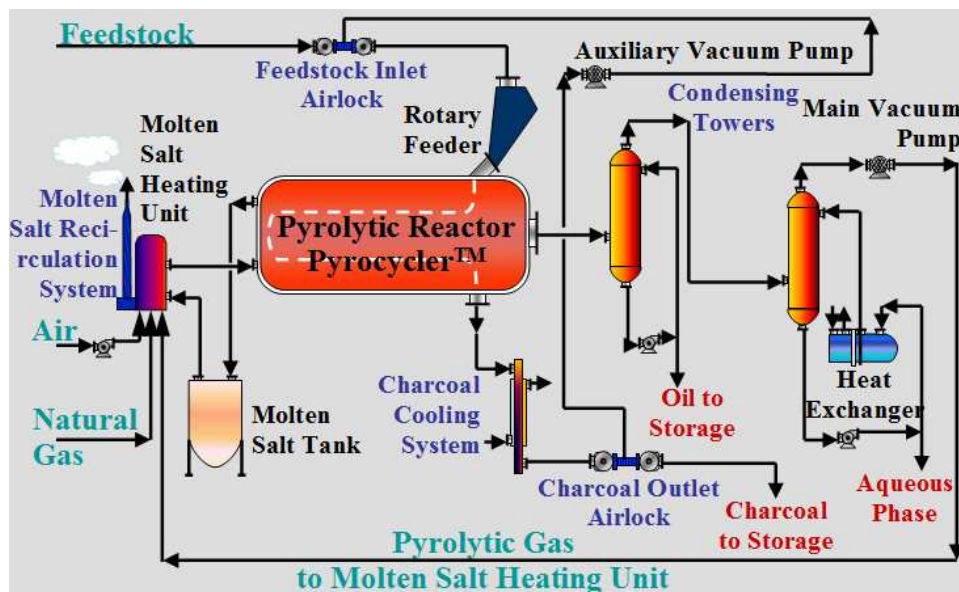 Feedstock
Feedstock Inlet
Airlock
Auxiliary Vacuum Pump
Condensing
Towers
Main Vacuum
Pump
Rotary
Feeder
Molten
Salt
Heating
Unit
Molten
Salt Reci-
rculation
System
Pyrolytic Reactor
Pyrocycler™
Air
Natural
Gas
Molten
Salt Tank
Charcoal
Cooling
System
Oil to
Storage
Heat
Exchanger
Charcoal Outlet
Airlock
Charcoal
to Storage
Aqueous
Phase
Pyrolytic Gas
to Molten Salt Heating Unit